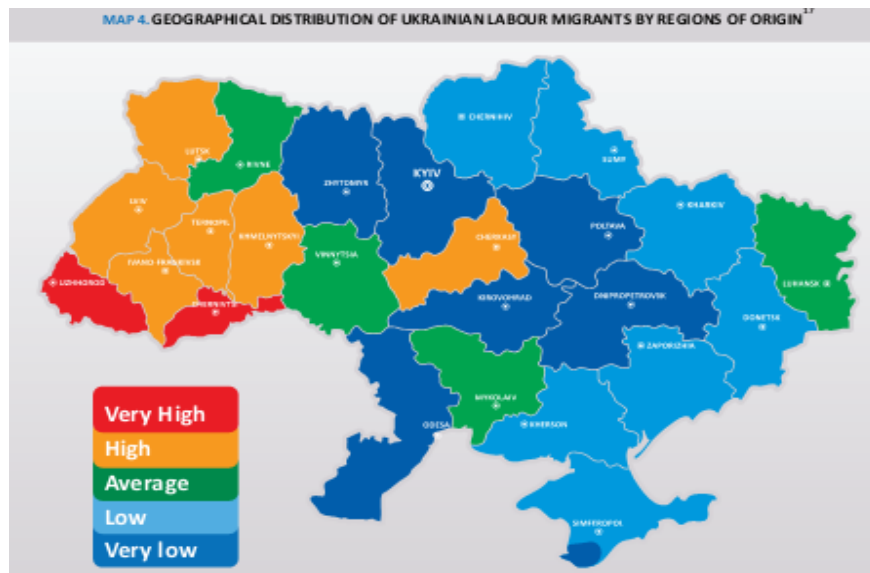 MAP 4. GEOGRAPHICAL DISTRIBUTION OF UKRAINIAN LABOUR MIGRANTS BY REGIONS OF ORIGIN17
CHERNIHIV
LUTSK
RIVNE
SUMY
ZHYTOMYR
KYIV
LVIV
KHARKIV
TERNOPIL
KHMELNYTSKYI
CHERKASY
POLTAVA
IVANO-FRANKIVSK
VINNYTSIA
UZHHOROD
LUHANSK
CHERNIVTSI
KIROVOHRAD
DNIPROPETROVSK
DONETSK
ZAPORIZHIA
MYKOLAIV
ODESA
KHERSON
SIMFEROPOL
Very High
High
Average
Low
Very low